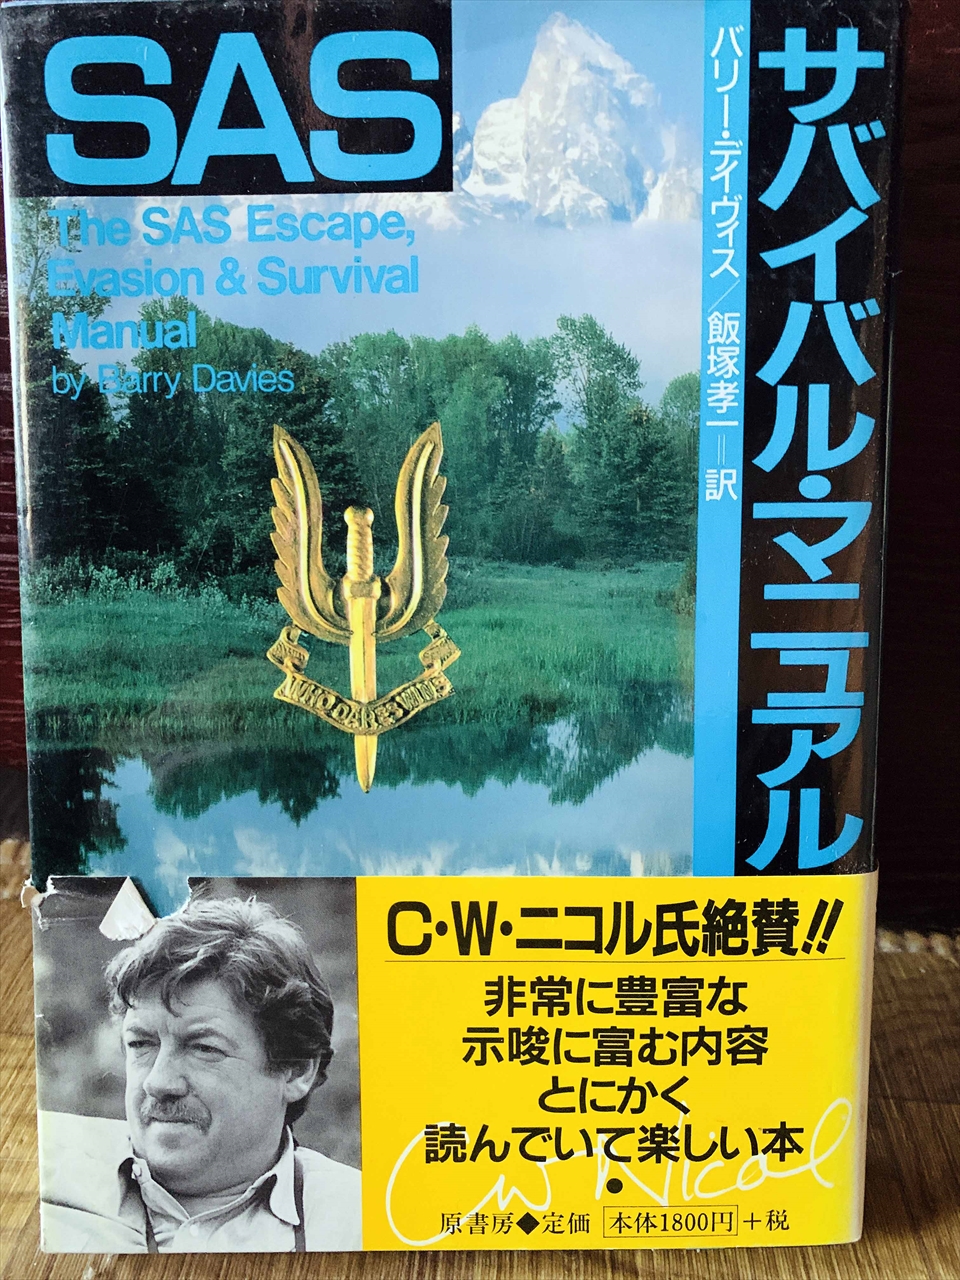 SAS
The SAS Escape,
Evasion & Survival
Manual
by Barry Davies
サバイバル・マニュアル
バリー・デイヴィス/飯塚孝一=訳
WHO DARES WINS
C・W・ニコル氏絶賛!!
非常に豊富な
示唆に富む内容
とにかく
読んでいて楽しい本
CW Nicol
原書房◆定価 本体1800円+税